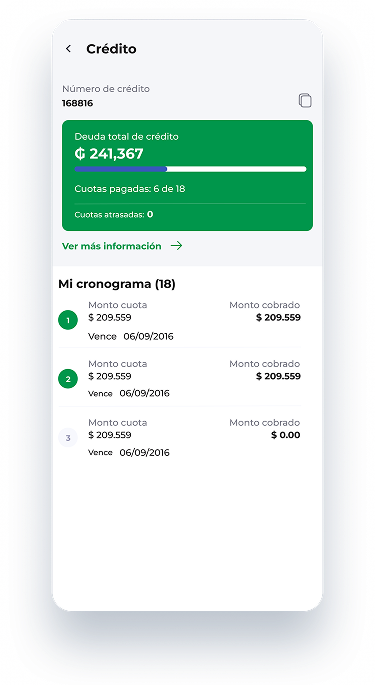 Crédito
Número de crédito
168816
Deuda total de crédito
₲ 241,367
Cuotas pagadas: 6 de 18
Cuotas atrasadas: 0
Ver más información
Mi cronograma (18)
Monto cuota Monto cobrado
1 $ 209.559 $ 209.559
Vence 06/09/2016
Monto cuota Monto cobrado
2 $ 209.559 $ 209.559
Vence 06/09/2016
Monto cuota Monto cobrado
3 $ 209.559 $ 0.00
Vence 06/09/2016